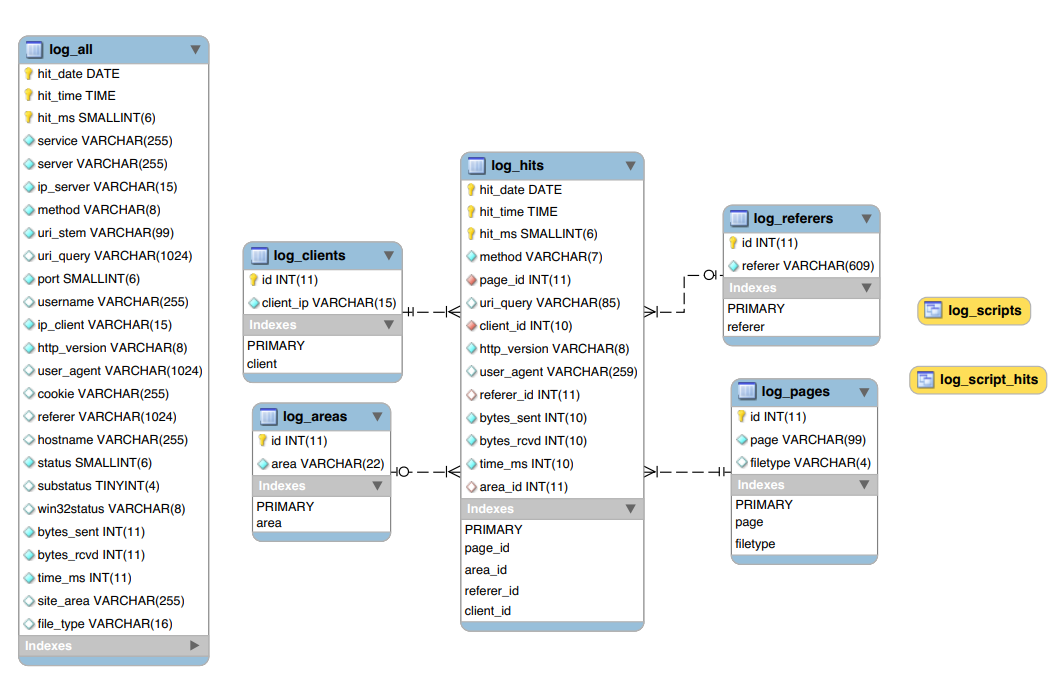 log_all
hit_date DATE
hit_time TIME
hit_ms SMALLINT(6)
service VARCHAR(255)
server VARCHAR(255)
ip_server VARCHAR(15)
method VARCHAR(8)
uri_stem VARCHAR(99)
uri_query VARCHAR(1024)
port SMALLINT(6)
username VARCHAR(255)
ip_client VARCHAR(15)
http_version VARCHAR(8)
user_agent VARCHAR(1024)
cookie VARCHAR(255)
referer VARCHAR(1024)
hostname VARCHAR(255)
status SMALLINT(6)
substatus TINYINT(4)
win32status VARCHAR(8)
bytes_sent INT(11)
bytes_rcvd INT(11)
time_ms INT(11)
site_area VARCHAR(255)
file_type VARCHAR(16)
Indexes
log_clients
id INT(11)
client_ip VARCHAR(15)
Indexes
PRIMARY
client
log_areas
id INT(11)
area VARCHAR(22)
Indexes
PRIMARY
area
log_hits
hit_date DATE
hit_time TIME
hit_ms SMALLINT(6)
method VARCHAR(7)
page_id INT(11)
uri_query VARCHAR(85)
client_id INT(10)
http_version VARCHAR(8)
user_agent VARCHAR(259)
referer_id INT(11)
bytes_sent INT(10)
bytes_rcvd INT(10)
time_ms INT(10)
area_id INT(11)
Indexes
PRIMARY
page_id
area_id
referer_id
client_id
log_referers
id INT(11)
referer VARCHAR(609)
Indexes
PRIMARY
referer
log_pages
id INT(11)
page VARCHAR(99)
filetype VARCHAR(4)
Indexes
PRIMARY
page
filetype
log_scripts
log_script_hits